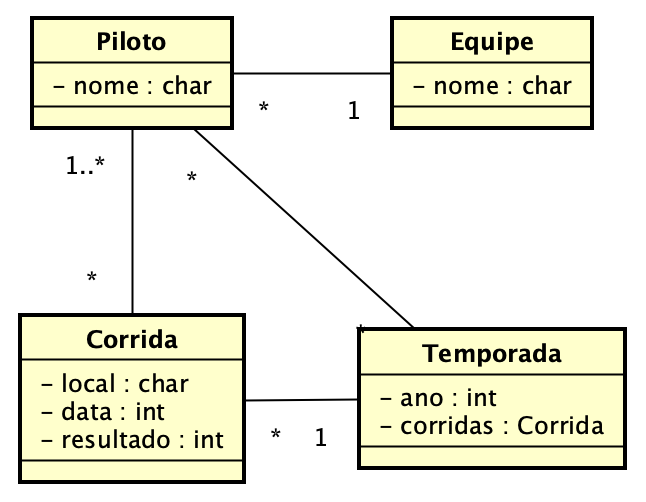 Piloto
- nome : char
Equipe
- nome : char
* 1
1..*
*
*
*
Corrida
- local : char
- data : int
- resultado : int
Temporada
- ano : int
- corridas : Corrida
* 1